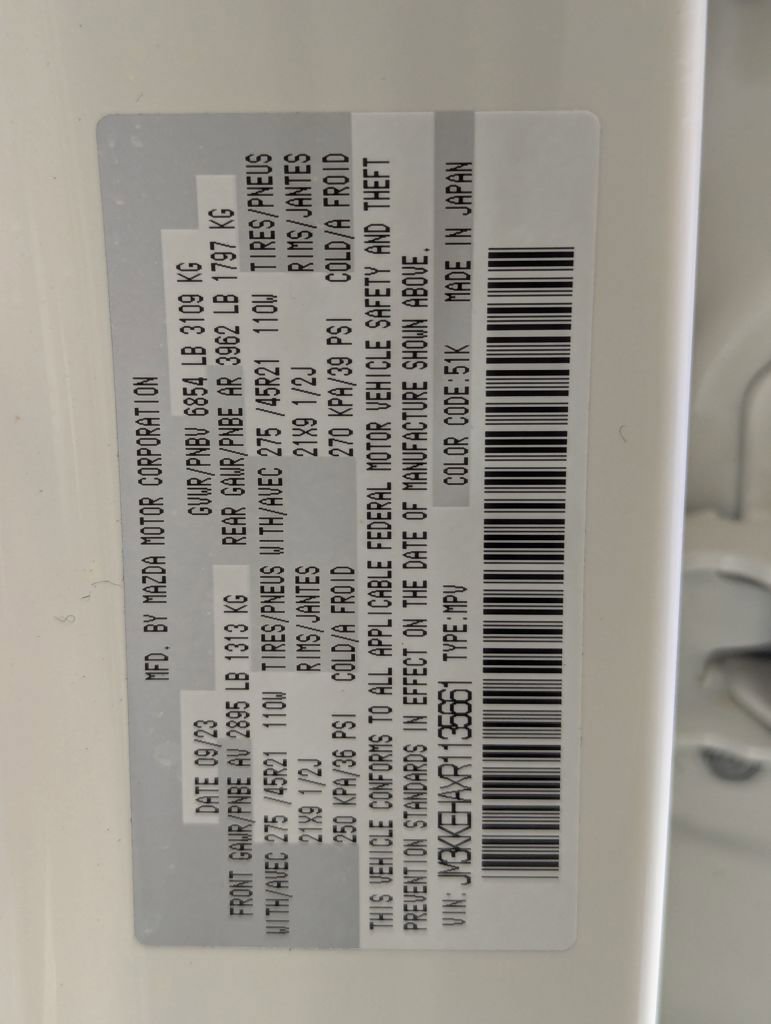 MFD. BY MAZDA MOTOR CORPORATION
DATE 09/23 GVWR/PNBV 6854 LB 3109 KG
FRONT GAWR/PNBE AV 2895 LB 1313 KG REAR GAWR/PNBE AR 3962 LB 1797 KG
WITH/AVEC 275 /45R21 110W TIRES/PNEUS WITH/AVEC 275 /45R21 110W TIRES/PNEUS
21X9 1/2J RIMS/JANTES 21X9 1/2J RIMS/JANTES
250 KPA/36 PSI COLD/A FROID 270 KPA/39 PSI COLD/A FROID
THIS VEHICLE CONFORMS TO ALL APPLICABLE FEDERAL MOTOR VEHICLE SAFETY AND THEFT
PREVENTION STANDARDS IN EFFECT ON THE DATE OF MANUFACTURE SHOWN ABOVE.
VIN: JM3KKEHAXR1135661 TYPE:MPV COLOR CODE:51K MADE IN JAPAN